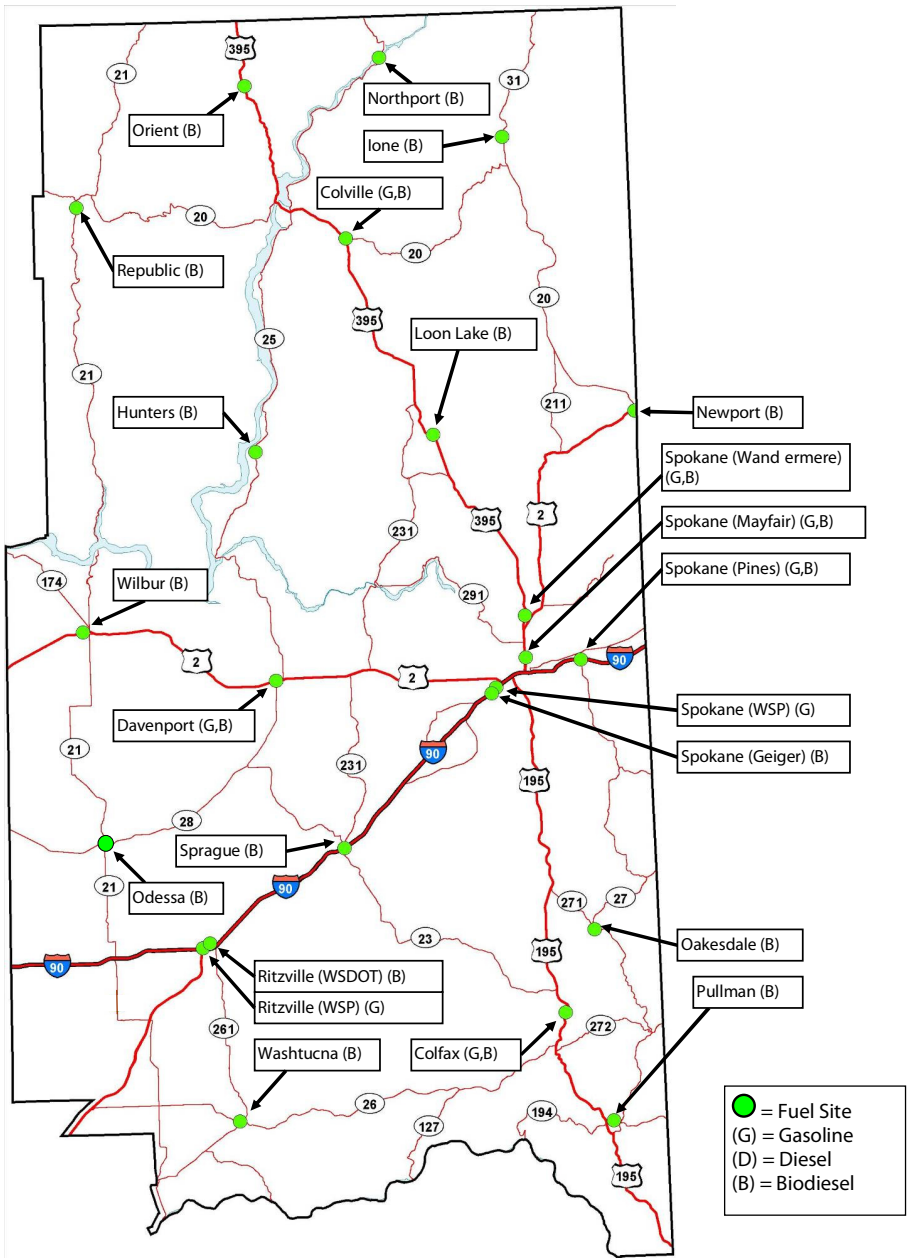 395
21
31
Northport (B)
Orient (B)
Ione (B)
Colville (G,B)
20
20
Republic (B)
20
395
25
Loon Lake (B)
21
211
Hunters (B)
Newport (B)
Spokane (Wand ermere)
(G,B)
2
395
Spokane (Mayfair) (G,B)
231
Spokane (Pines) (G,B)
174
Wilbur (B)
291
2
2
90
Spokane (WSP) (G)
Davenport (G,B)
21
90
Spokane (Geiger) (B)
231
195
28
Sprague (B)
21
Odessa (B)
90
271
27
23
Oakesdale (B)
195
90
Ritzville (WSDOT) (B)
Ritzville (WSP) (G)
Pullman (B)
261
272
Washtucna (B)
Colfax (G,B)
26
127
194
195
= Fuel Site
(G) = Gasoline
(D) = Diesel
(B) = Biodiesel